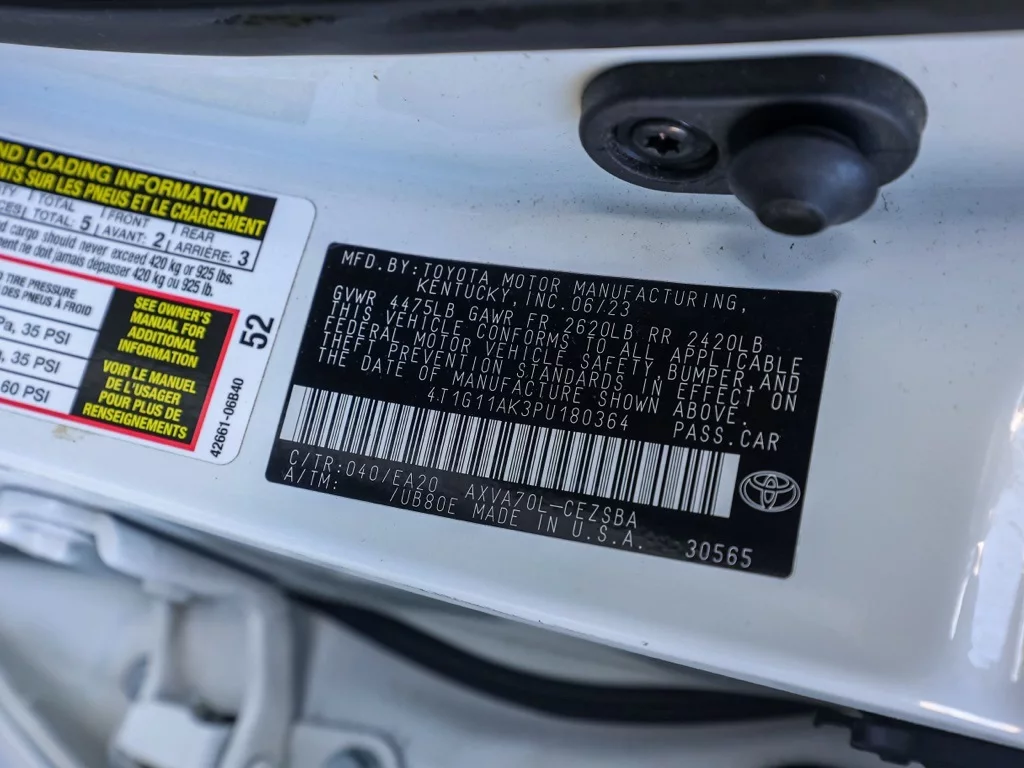 ND LOADING INFORMATION
NTS SUR LES PNEUS ET LE CHARGEMENT
TOTAL FRONT REAR
TOTAL: 5 AVANT: 2 ARRIÈRE: 3
cargo should never exceed 420 kg or 925 lbs.
ne doit jamais dépasser 420 kg ou 925 lb.
TIRE PRESSURE
DES PNEUS À FROID
Pa, 35 PSI
, 35 PSI
60 PSI
SEE OWNER'S
MANUAL FOR
ADDITIONAL
INFORMATION
VOIR LE MANUEL
DE L'USAGER
POUR PLUS DE
RENSEIGNEMENTS
52
42661-06B40
MFD. BY: TOYOTA MOTOR MANUFACTURING,
KENTUCKY, INC. 06/23
GVWR 4475LB GAWR FR 2620LB RR 2420LB
THIS VEHICLE CONFORMS TO ALL APPLICABLE
FEDERAL MOTOR VEHICLE SAFETY, BUMPER, AND
THEFT PREVENTION STANDARDS IN EFFECT ON
THE DATE OF MANUFACTURE SHOWN ABOVE.
4T1G11AK3PU180364 PASS.CAR
C/TR: 040/EA20 AXVA70L-CEZSBA
A/TM: /UB80E MADE IN U.S.A. 30565